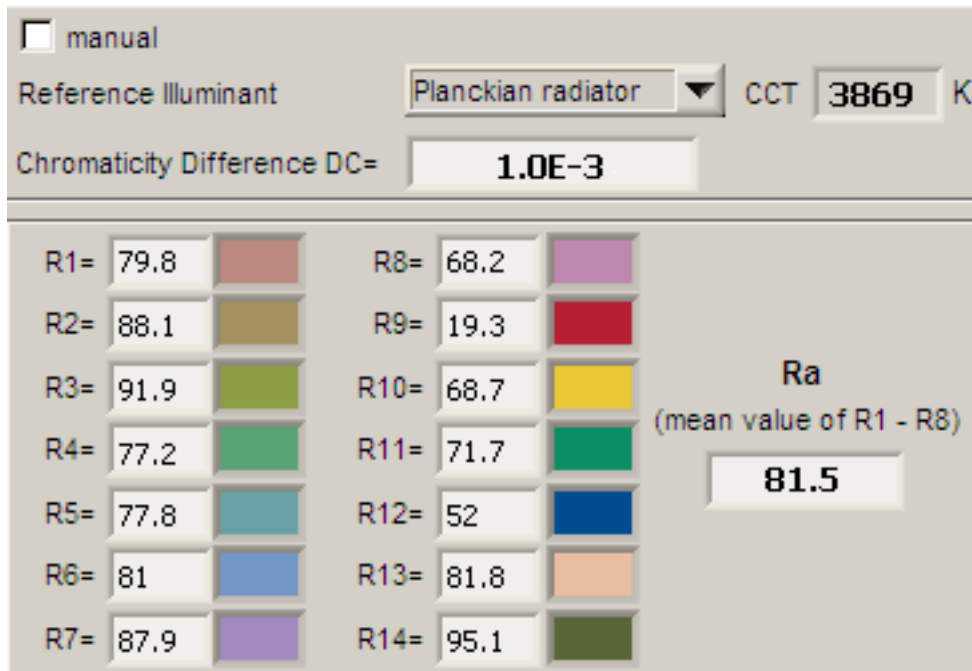 manual
Reference Illuminant Planckian radiator CCT 3869 K
Chromaticity Difference DC= 1.0E-3
R1= 79.8 R8= 68.2
R2= 88.1 R9= 19.3
R3= 91.9 R10= 68.7
R4= 77.2 R11= 71.7
R5= 77.8 R12= 52
R6= 81 R13= 81.8
R7= 87.9 R14= 95.1
Ra
(mean value of R1 - R8)
81.5